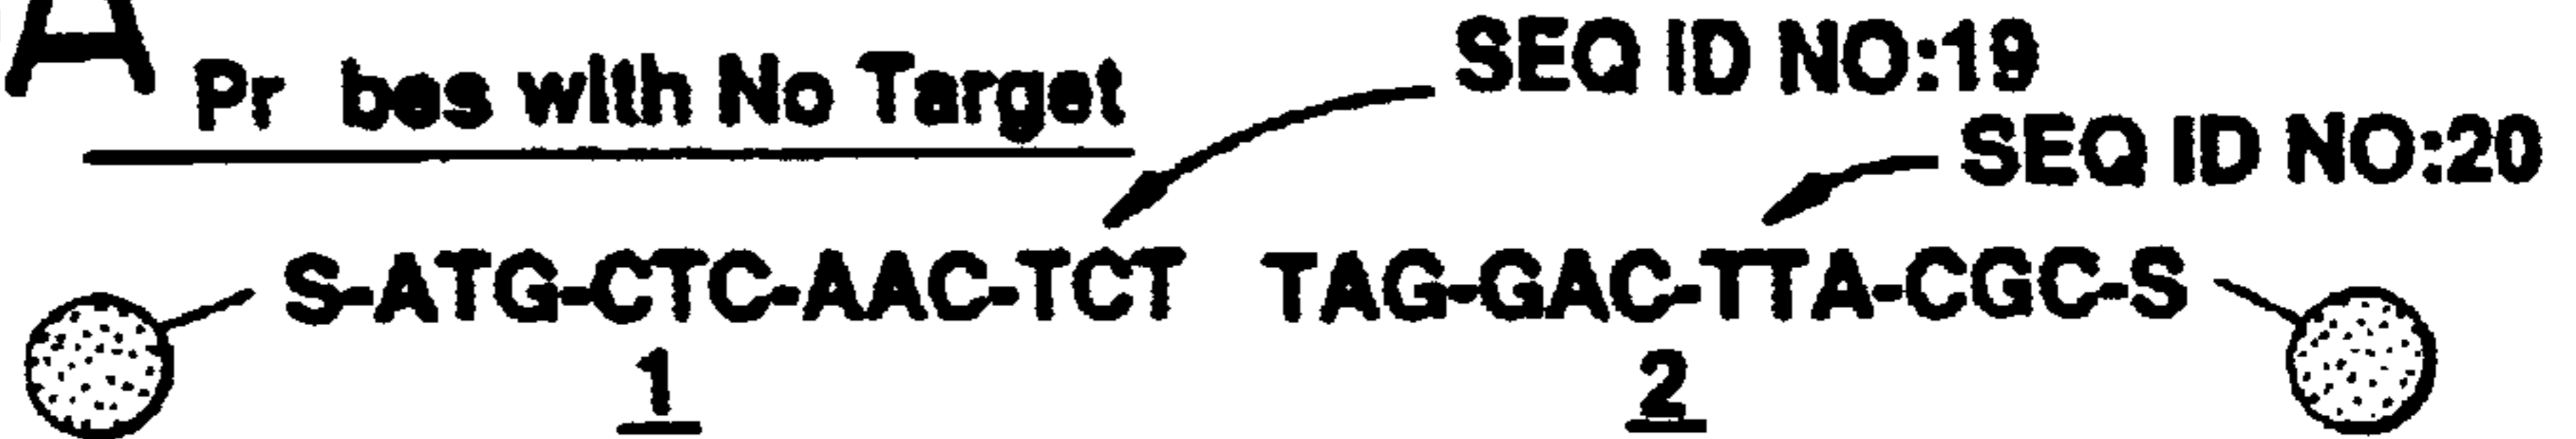 A
Pr bes with No Target
SEQ ID NO:19
SEQ ID NO:20
S-ATG-CTC-AAC-TCT TAG-GAC-TTA-CGC-S
1 2